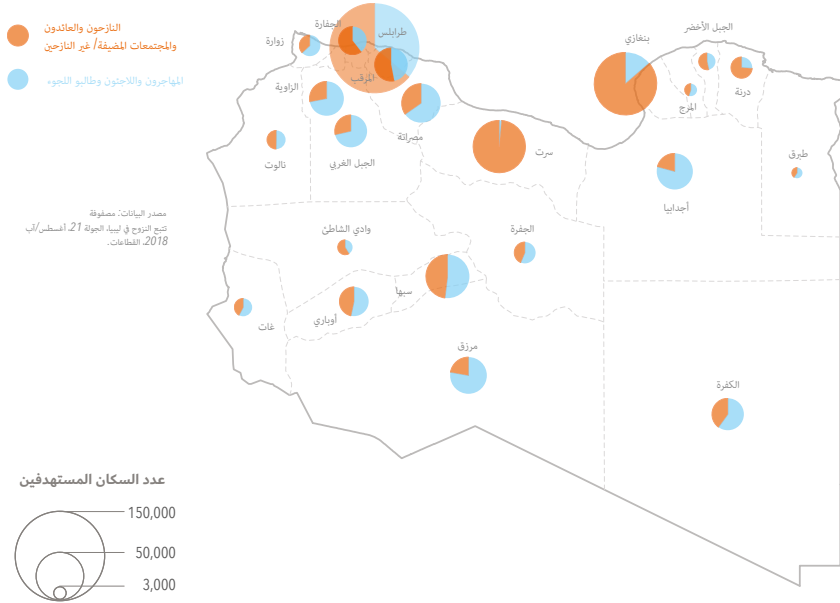 النازحون والعائدون
والمجتمعات المضيفة/ غير النازحين
المهاجرون واللاجئون وطالبو اللجوء
الجفارة
طرابلس
زوارة
المرقب
الزاوية
مصراتة
الجبل الغربي
نالوت
سرت
بنغازي
الجبل الأخضر
درنة
المرج
طبرق
أجدابيا
مصدر البيانات: مصفوفة
تتبع النزوح في ليبيا، الجولة 21، أغسطس/آب
2018، القطاعات.
وادي الشاطئ
الجفرة
سبها
أوباري
غات
مرزق
الكفرة
عدد السكان المستهدفين
150,000
50,000
3,000